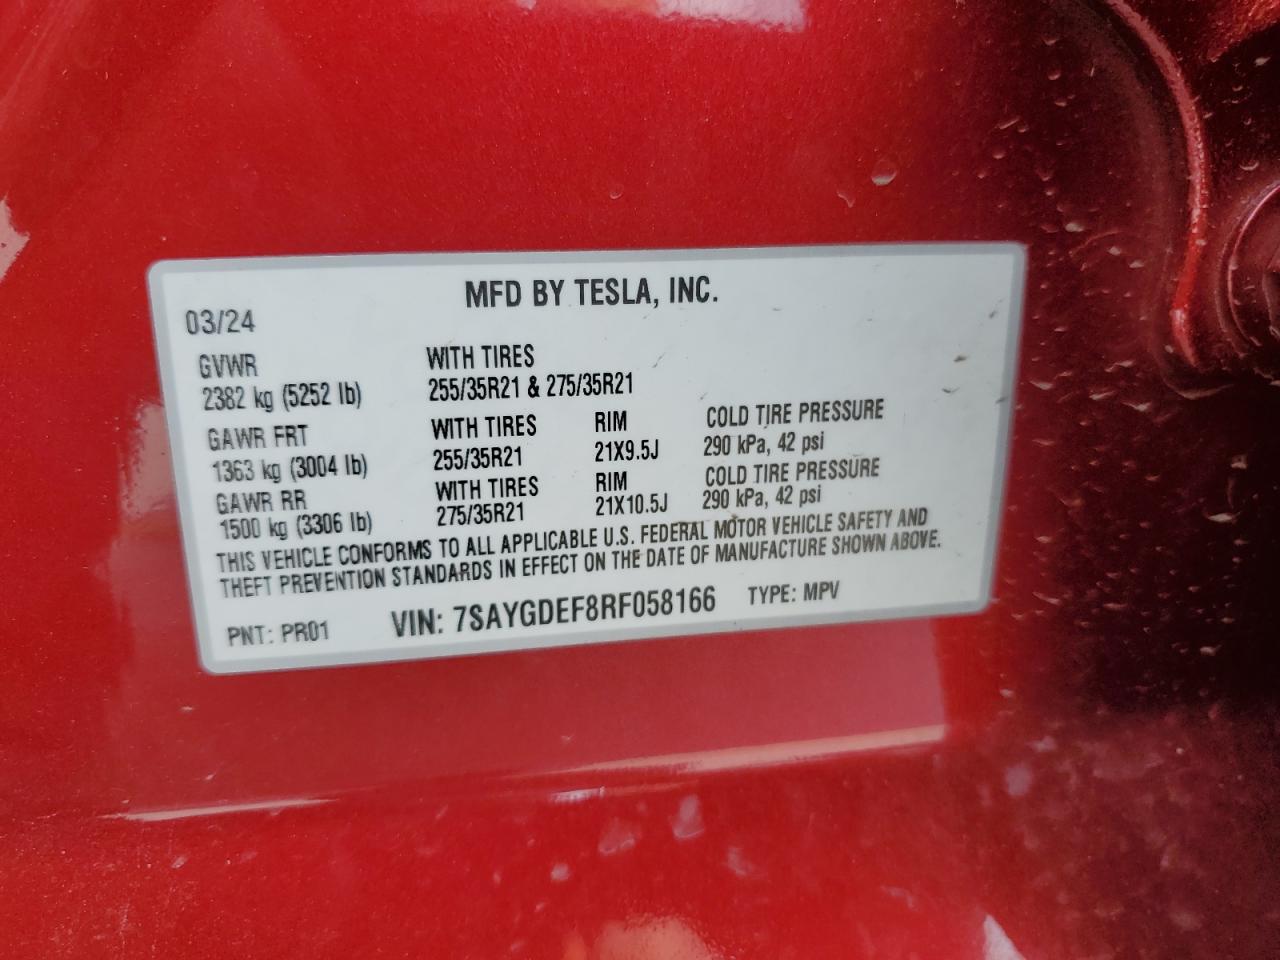 MFD BY TESLA, INC.
03/24
GVWR WITH TIRES
2382 kg (5252 lb) 255/35R21 & 275/35R21
GAWR FRT WITH TIRES RIM COLD TIRE PRESSURE
1363 kg (3004 lb) 255/35R21 21X9.5J 290 kPa, 42 psi
GAWR RR WITH TIRES RIM COLD TIRE PRESSURE
1500 kg (3306 lb) 275/35R21 21X10.5J 290 kPa, 42 psi
THIS VEHICLE CONFORMS TO ALL APPLICABLE U.S. FEDERAL MOTOR VEHICLE SAFETY AND
THEFT PREVENTION STANDARDS IN EFFECT ON THE DATE OF MANUFACTURE SHOWN ABOVE.
PNT: PR01 VIN: 7SAYGDEF8RF058166 TYPE: MPV